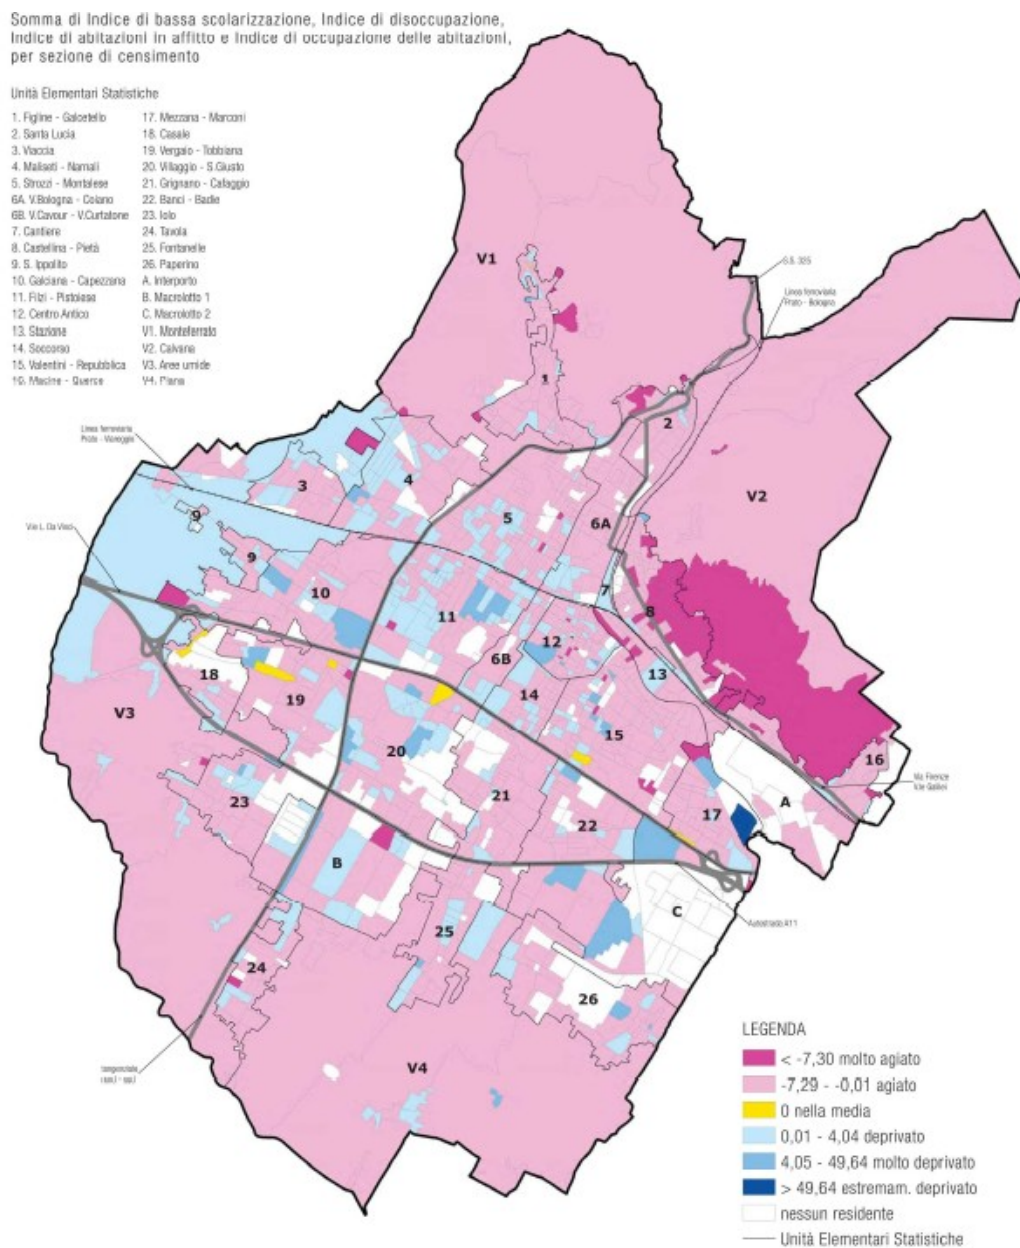 Somma di Indice di bassa scolarizzazione, Indice di disoccupazione,
Indice di abitazioni in affitto e Indice di occupazione delle abitazioni,
per sezione di censimento
Unità Elementari Statistiche
1. Figline - Galcetello
2. Santa Lucia
3. Viaccia
4. Maliseti - Narnali
5. Strozzi - Montalese
6A. V.Bologna - Coiano
6B. V.Cavour - V.Curtatone
7. Cantiere
8. Castellina - Pietà
9. S. Ippolito
10. Galciana - Capezzana
11. Filzi - Pistoiese
12. Centro Antico
13. Stazione
14. Soccorso
15. Valentini - Repubblica
16. Macine - Querce
17. Mezzana - Marconi
18. Casale
19. Vergaio - Tobbiana
20. Villaggio - S.Giusto
21. Grignano - Cafaggio
22. Banci - Badie
23. Iolo
24. Tavola
25. Fontanelle
26. Paperino
A. Interporto
B. Macrolotto 1
C. Macrolotto 2
V1. Monteferrato
V2. Calvana
V3. Aree umide
V4. Piana
V1
S.S. 325
Linea ferroviaria
Prato - Bologna
1
2
Linea ferroviaria
Prato - Viareggio
3
4
V2
9
5
6A
Vle L. Da Vinci
9
10
7
11
8
12
6B
13
18
14
19
V3
15
20
16
Via Firenze
Vle Galilei
21
A
23
17
22
B
C
Autostrada A11
25
24
26
tangenziale
V4
LEGENDA
< -7,30 molto agiato
-7,29 - -0,01 agiato
0 nella media
0,01 - 4,04 deprivato
4,05 - 49,64 molto deprivato
> 49,64 estremam. deprivato
nessun residente
Unità Elementari Statistiche